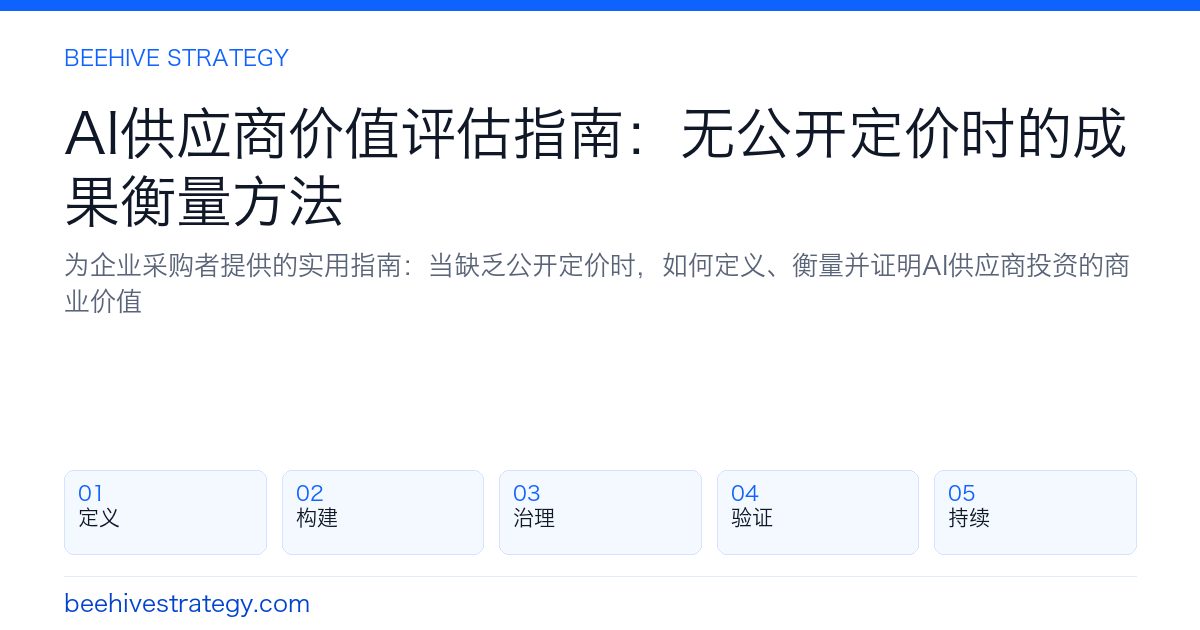 BEEHIVE STRATEGY
AI供应商价值评估指南：无公开定价时的成
果衡量方法
为企业采购者提供的实用指南：当缺乏公开定价时，如何定义、衡量并证明AI供应商投资的商
业价值
01
定义
02
构建
03
治理
04
验证
05
持续
beehivestrategy.com